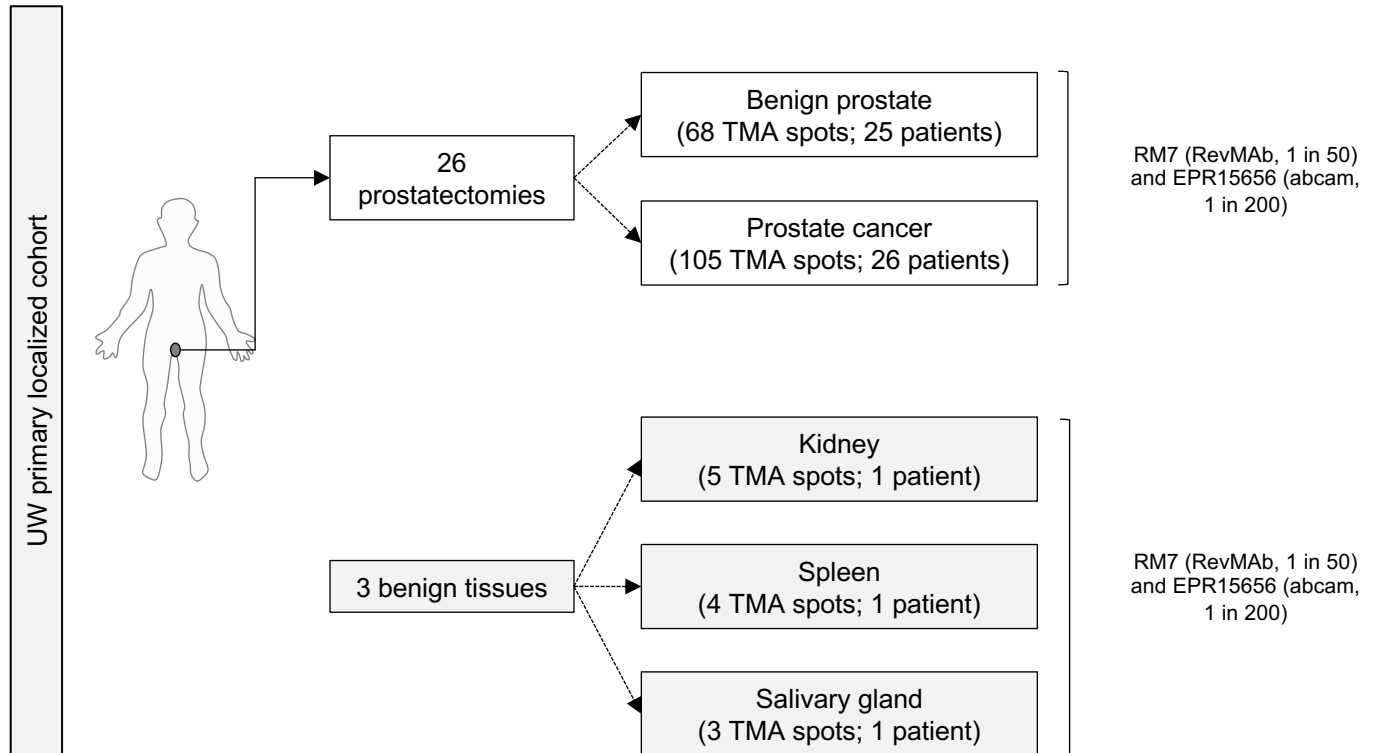 UW primary localized cohort
26
prostatectomies
Benign prostate
(68 TMA spots; 25 patients)
Prostate cancer
(105 TMA spots; 26 patients)
RM7 (RevMAb, 1 in 50)
and EPR15656 (abcam,
1 in 200)
3 benign tissues
Kidney
(5 TMA spots; 1 patient)
Spleen
(4 TMA spots; 1 patient)
Salivary gland
(3 TMA spots; 1 patient)
RM7 (RevMAb, 1 in 50)
and EPR15656 (abcam,
1 in 200)